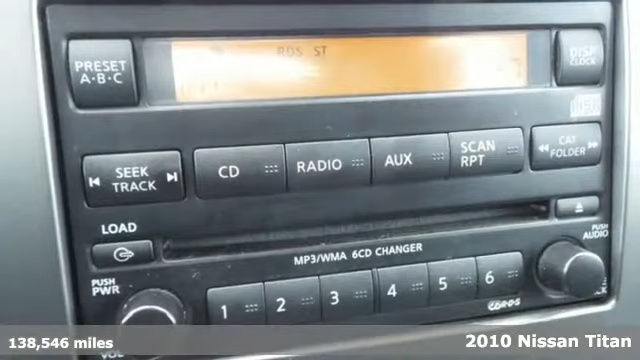 RDS ST
PRESET
A·B·C
DISP
CLOCK
SEEK
TRACK
CD
RADIO
AUX
SCAN
RPT
CAT
FOLDER
LOAD
MP3/WMA 6CD CHANGER
PUSH
AUDIO
PUSH
PWR
1 2 3 4 5 6
VOL
138,546 miles
2010 Nissan Titan